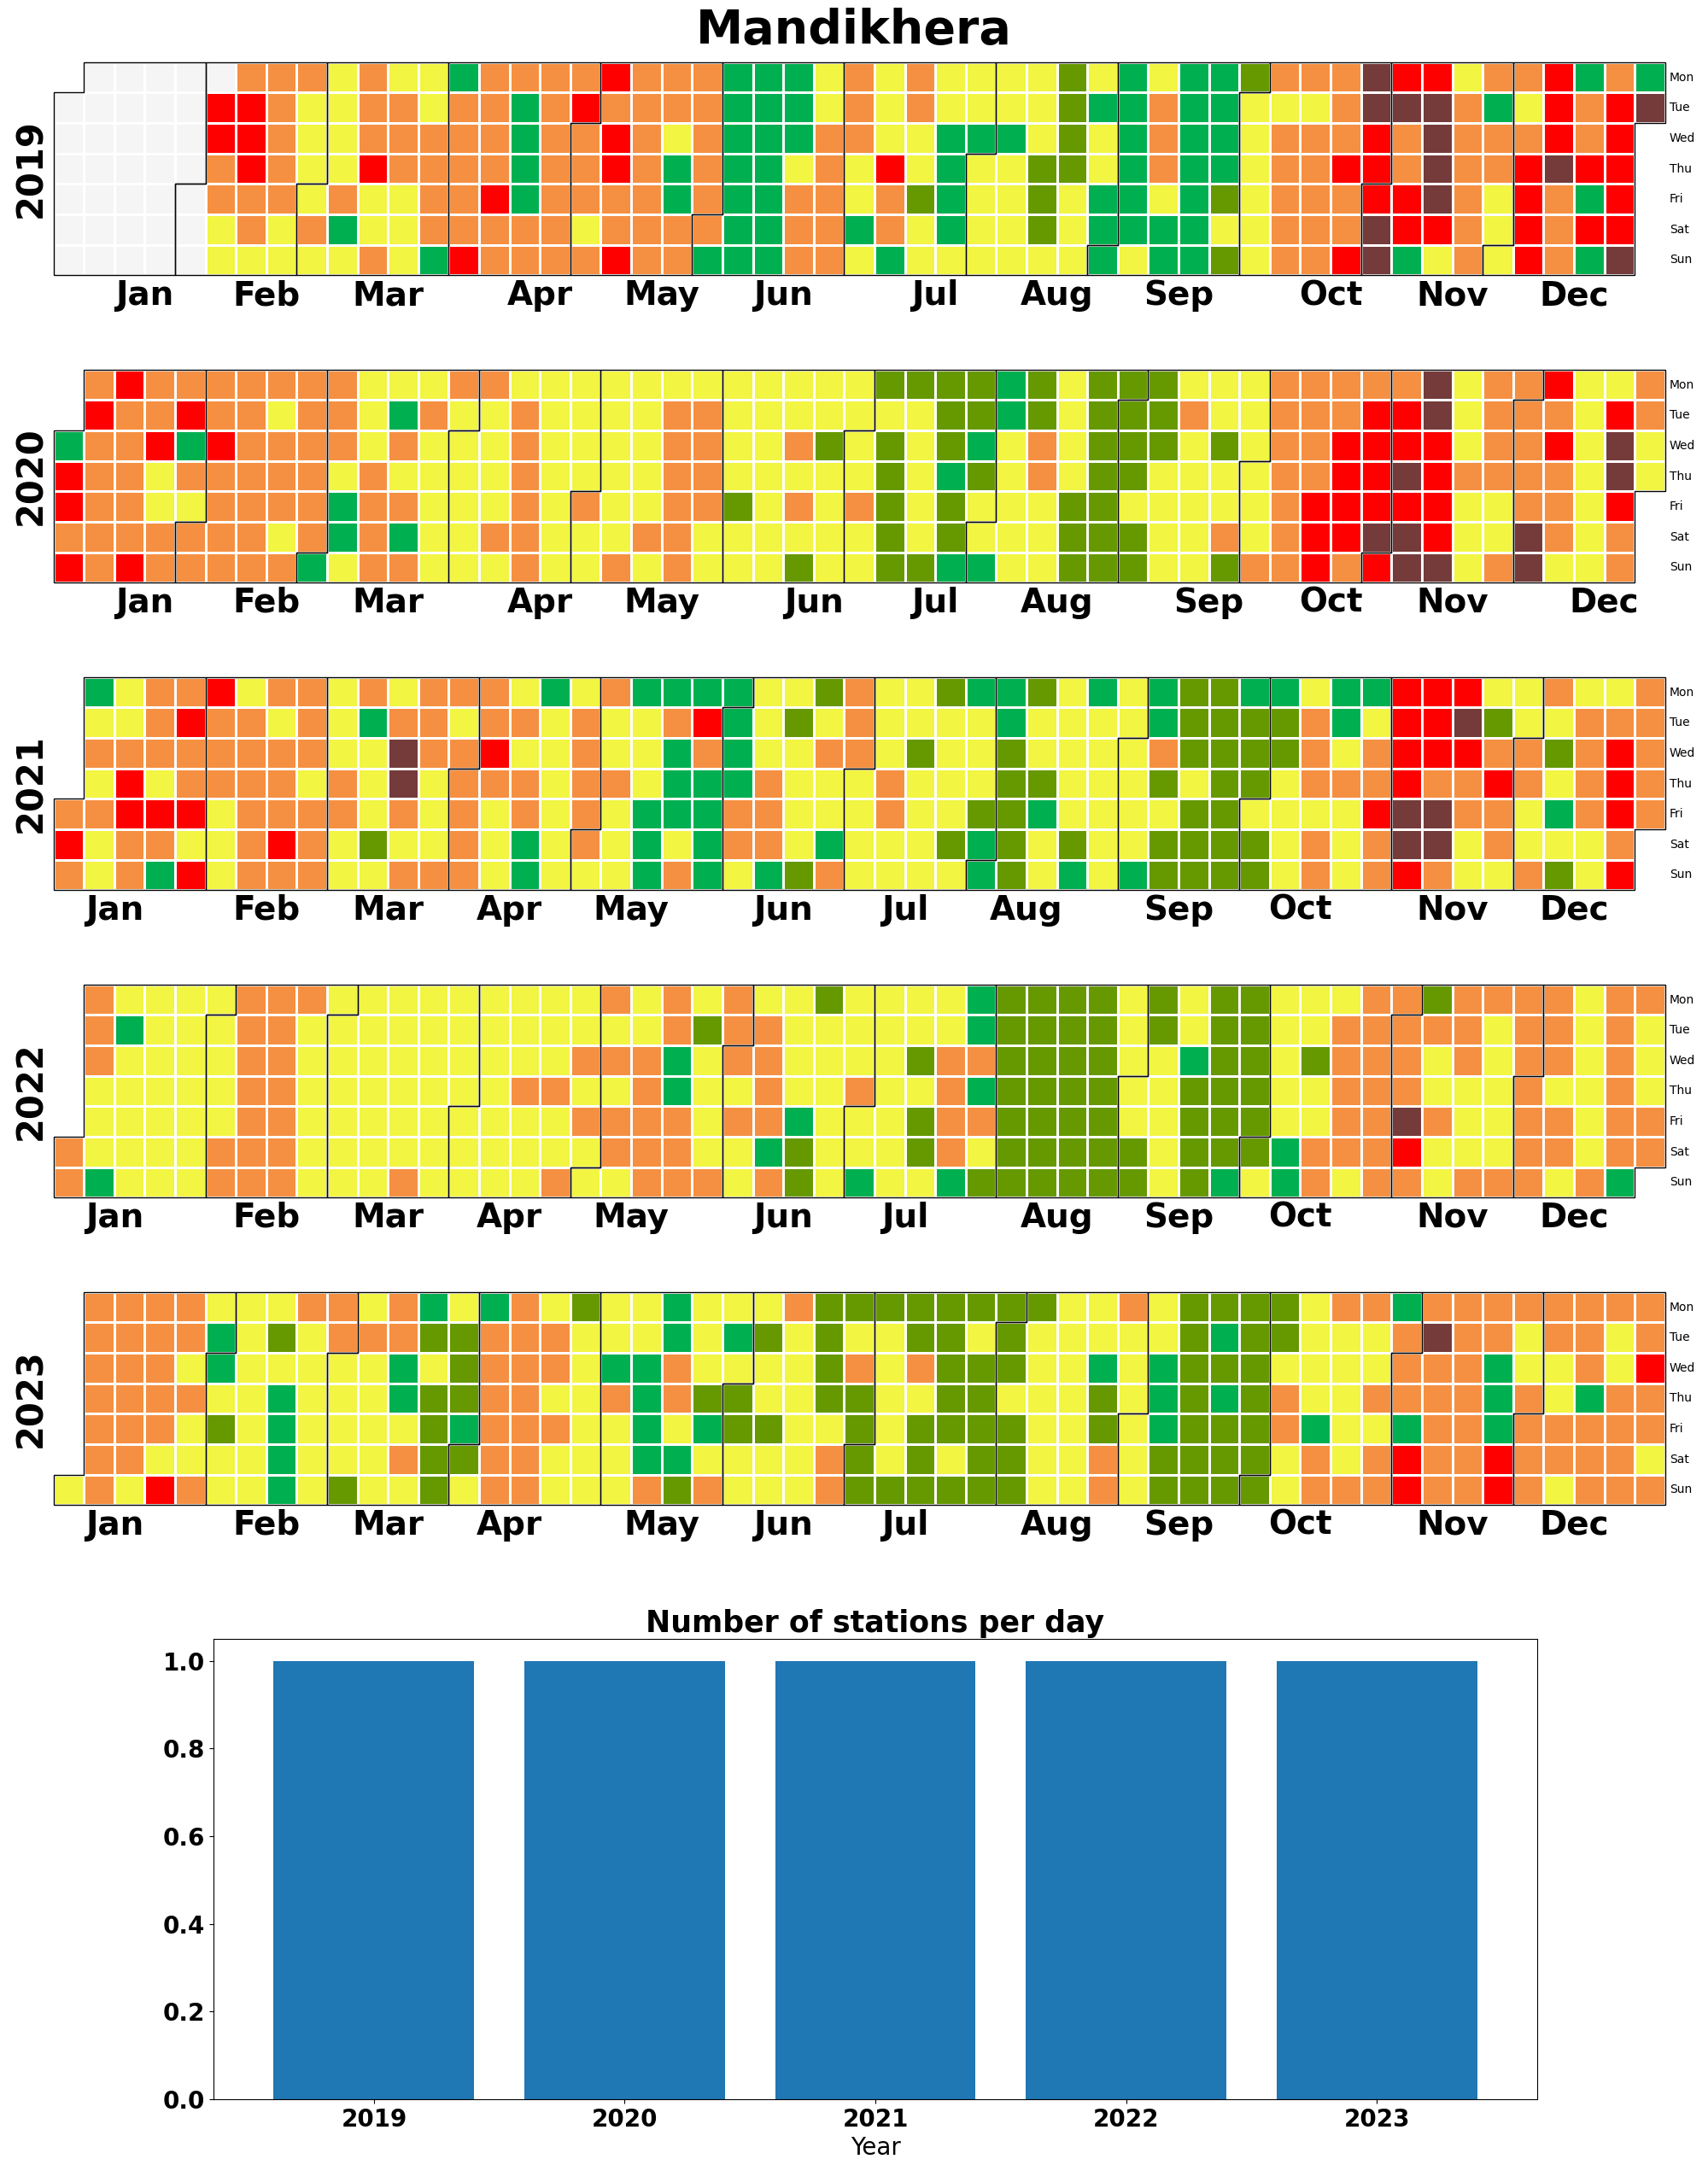 Mandikhera
2019
Mon
Tue
Wed
Thu
Fri
Sat
Sun
Jan Feb Mar Apr May Jun Jul Aug Sep Oct Nov Dec
2020
Mon
Tue
Wed
Thu
Fri
Sat
Sun
Jan Feb Mar Apr May Jun Jul Aug Sep Oct Nov Dec
2021
Mon
Tue
Wed
Thu
Fri
Sat
Sun
Jan Feb Mar Apr May Jun Jul Aug Sep Oct Nov Dec
2022
Mon
Tue
Wed
Thu
Fri
Sat
Sun
Jan Feb Mar Apr May Jun Jul Aug Sep Oct Nov Dec
2023
Mon
Tue
Wed
Thu
Fri
Sat
Sun
Jan Feb Mar Apr May Jun Jul Aug Sep Oct Nov Dec
Number of stations per day
1.0
0.8
0.6
0.4
0.2
0.0
2019 2020 2021 2022 2023
Year